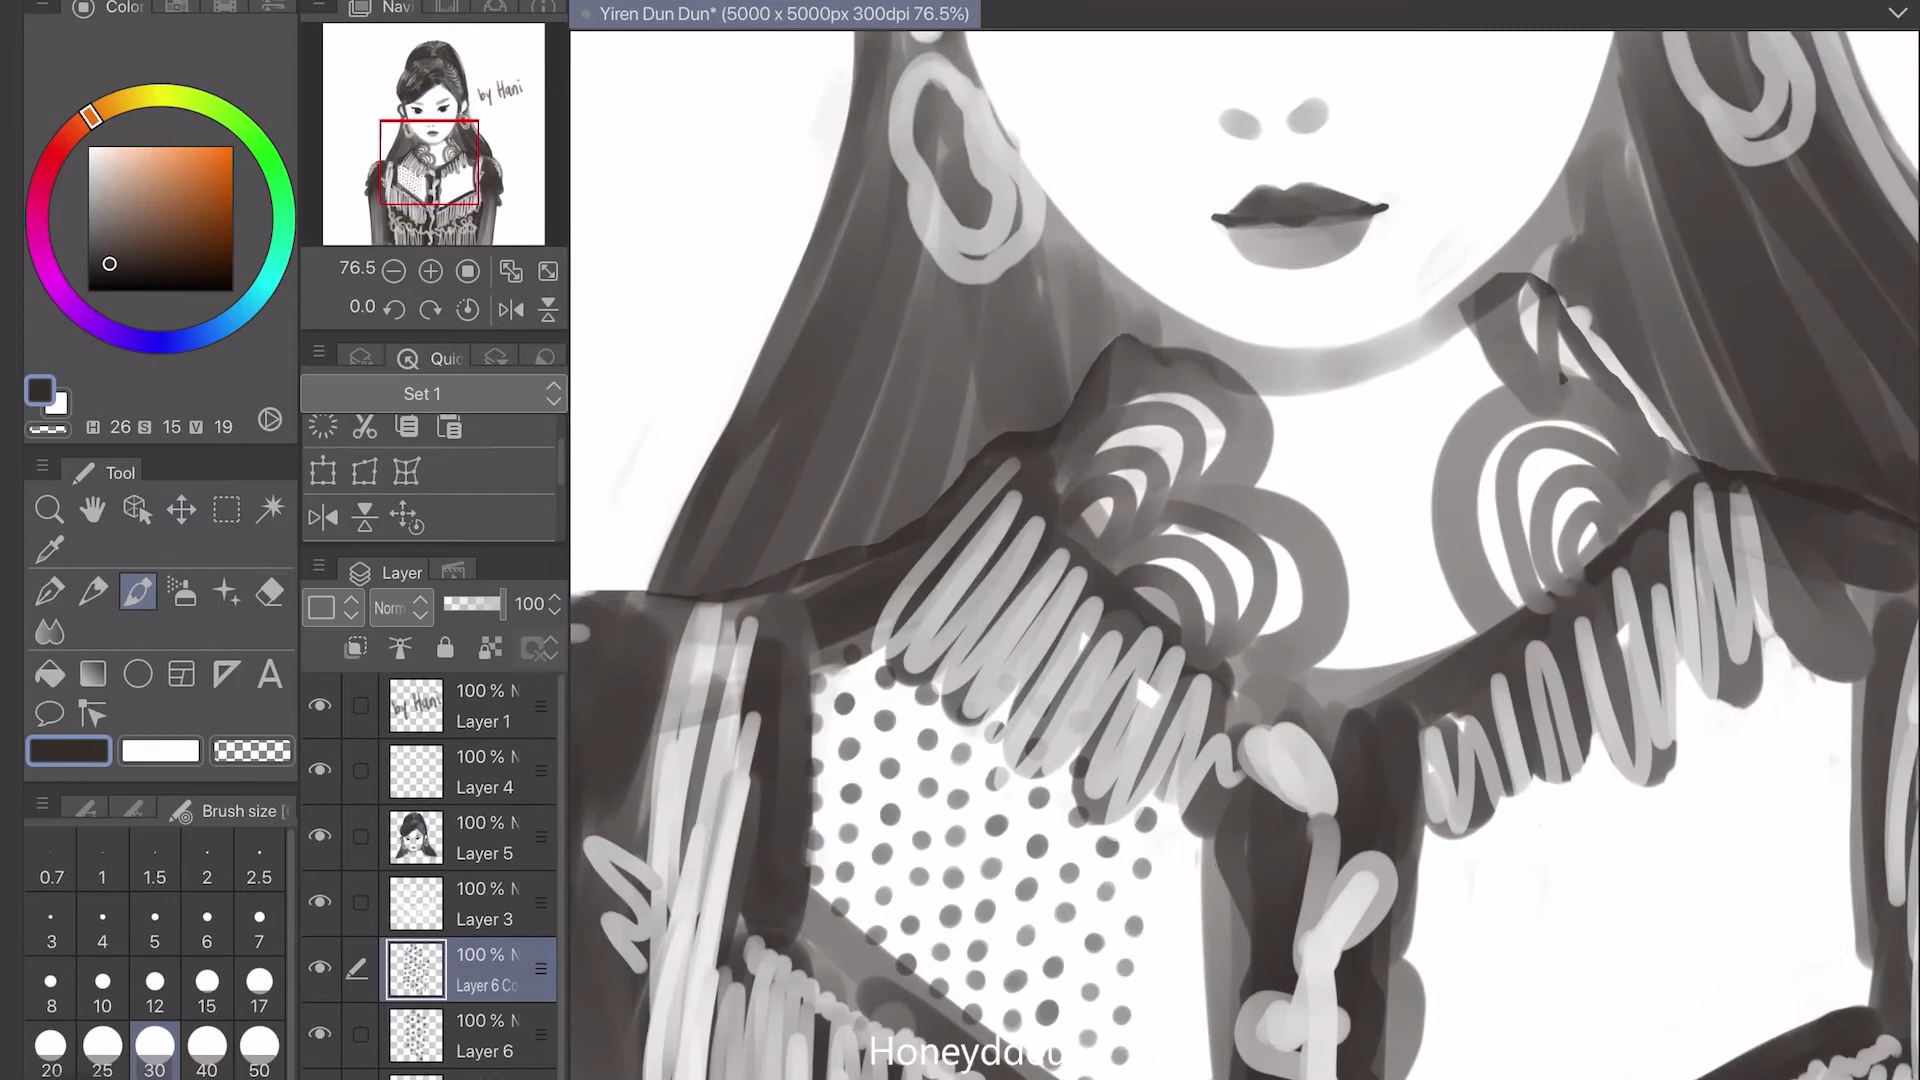 Color
Navi
Yiren Dun Dun* (5000 x 5000px 300dpi 76.5%)
by Hani
76.5
0.0
Quic
Set 1
H 26 S 15 V 19
Tool
Layer
Norm
100
by Hani
100 % N
Layer 1
100 % N
Layer 4
100 % N
Layer 5
100 % N
Layer 3
100 % N
Layer 6 Co
100 % N
Layer 6
A
Brush size [
0.7 1 1.5 2 2.5
3 4 5 6 7
8 10 12 15 17
20 25 30 40 50